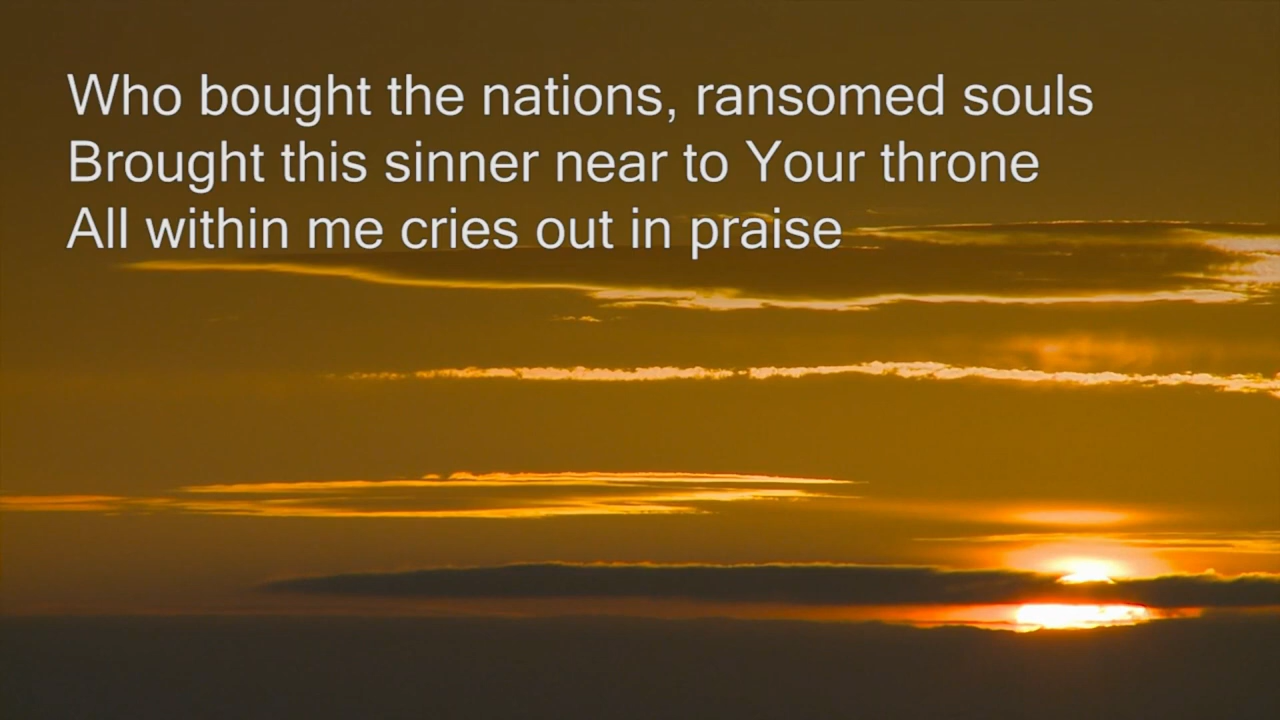 Who bought the nations, ransomed souls
Brought this sinner near to Your throne
All within me cries out in praise